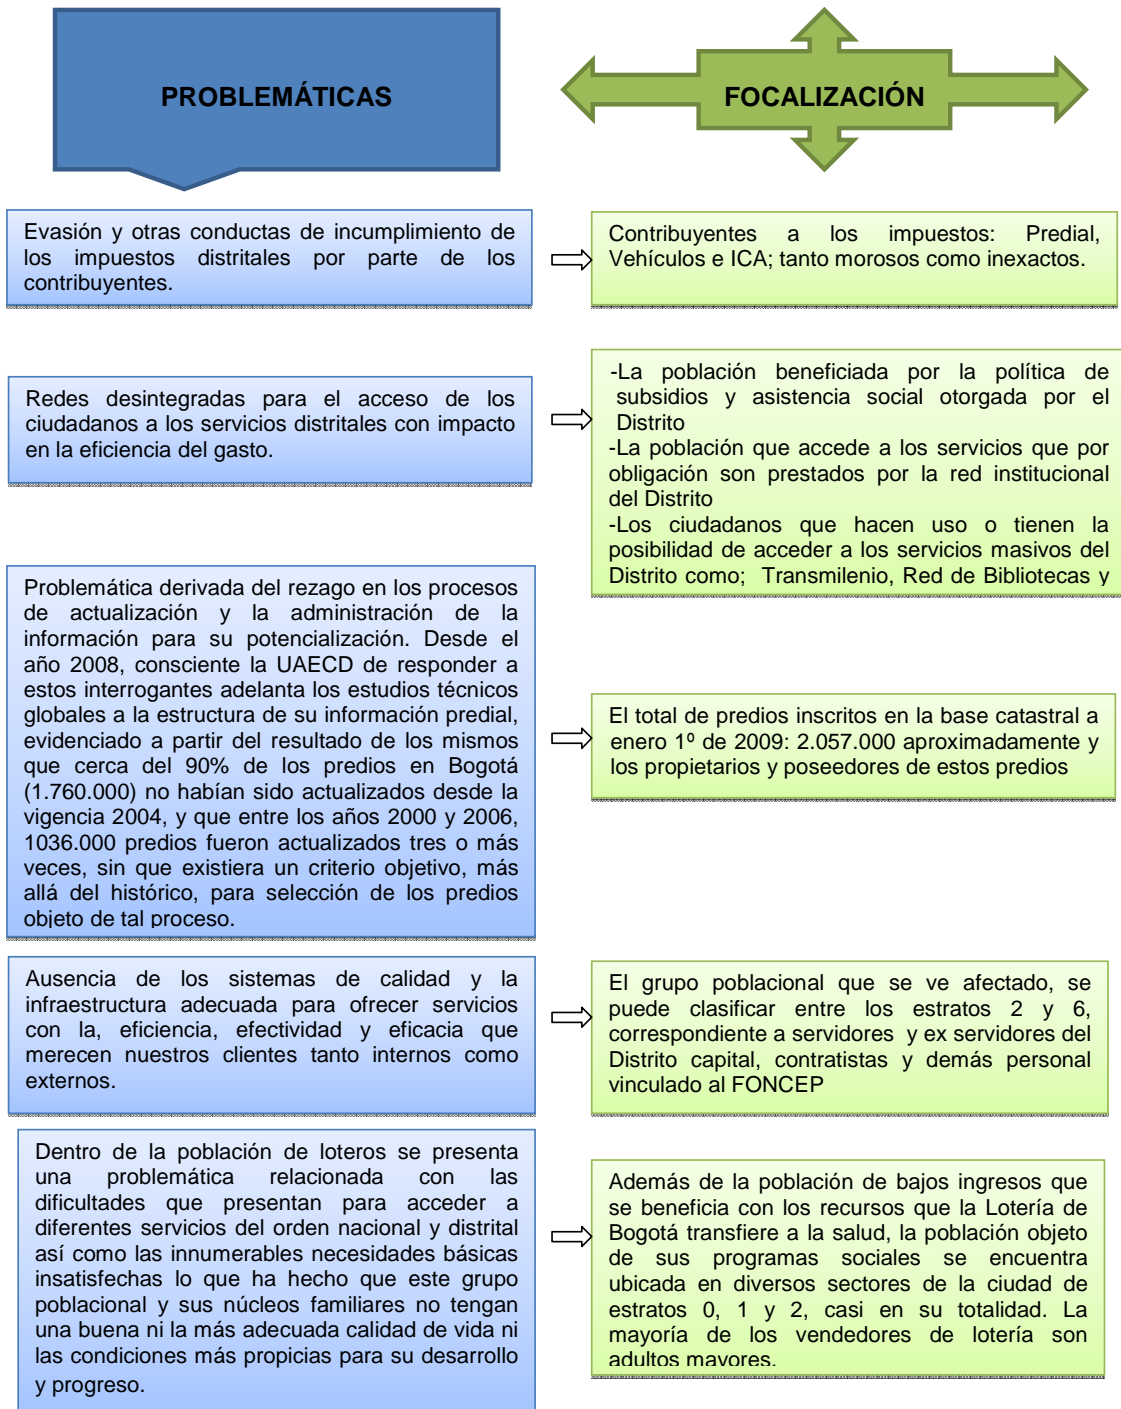 PROBLEMÁTICAS
FOCALIZACIÓN
Evasión y otras conductas de incumplimiento de
los impuestos distritales por parte de los
contribuyentes.
Contribuyentes a los impuestos: Predial,
Vehículos e ICA; tanto morosos como inexactos.
Redes desintegradas para el acceso de los
ciudadanos a los servicios distritales con impacto
en la eficiencia del gasto.
-La población beneficiada por la política de
subsidios y asistencia social otorgada por el
Distrito
-La población que accede a los servicios que por
obligación son prestados por la red institucional
del Distrito
-Los ciudadanos que hacen uso o tienen la
posibilidad de acceder a los servicios masivos del
Distrito como; Transmilenio, Red de Bibliotecas y
Problemática derivada del rezago en los procesos
de actualización y la administración de la
información para su potencialización. Desde el
año 2008, consciente la UAECD de responder a
estos interrogantes adelanta los estudios técnicos
globales a la estructura de su información predial,
evidenciado a partir del resultado de los mismos
que cerca del 90% de los predios en Bogotá
(1.760.000) no habían sido actualizados desde la
vigencia 2004, y que entre los años 2000 y 2006,
1036.000 predios fueron actualizados tres o más
veces, sin que existiera un criterio objetivo, más
allá del histórico, para selección de los predios
objeto de tal proceso.
El total de predios inscritos en la base catastral a
enero 1º de 2009: 2.057.000 aproximadamente y
los propietarios y poseedores de estos predios
Ausencia de los sistemas de calidad y la
infraestructura adecuada para ofrecer servicios
con la, eficiencia, efectividad y eficacia que
merecen nuestros clientes tanto internos como
externos.
El grupo poblacional que se ve afectado, se
puede clasificar entre los estratos 2 y 6,
correspondiente a servidores y ex servidores del
Distrito capital, contratistas y demás personal
vinculado al FONCEP
Dentro de la población de loteros se presenta
una problemática relacionada con las
dificultades que presentan para acceder a
diferentes servicios del orden nacional y distrital
así como las innumerables necesidades básicas
insatisfechas lo que ha hecho que este grupo
poblacional y sus núcleos familiares no tengan
una buena ni la más adecuada calidad de vida ni
las condiciones más propicias para su desarrollo
y progreso.
Además de la población de bajos ingresos que
se beneficia con los recursos que la Lotería de
Bogotá transfiere a la salud, la población objeto
de sus programas sociales se encuentra
ubicada en diversos sectores de la ciudad de
estratos 0, 1 y 2, casi en su totalidad. La
mayoría de los vendedores de lotería son
adultos mayores.